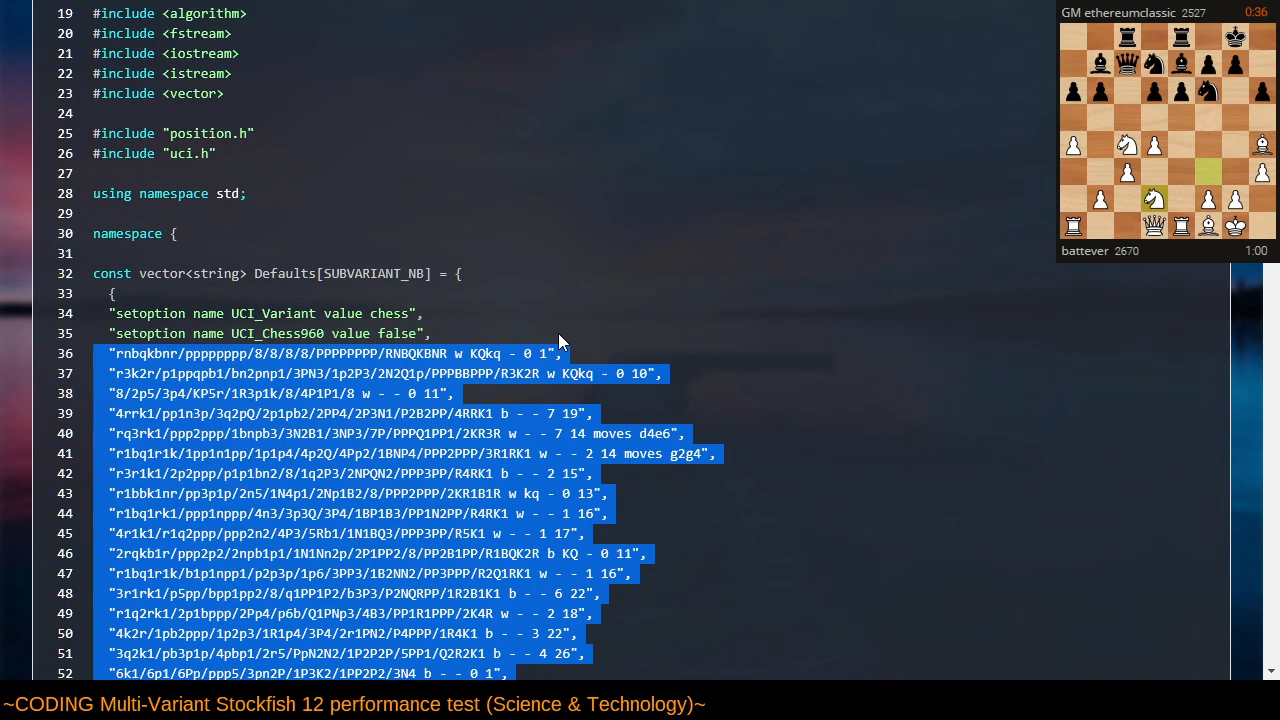 19 #include <algorithm>
20 #include <fstream>
21 #include <iostream>
22 #include <istream>
23 #include <vector>
24
25 #include "position.h"
26 #include "uci.h"
27
28 using namespace std;
29
30 namespace {
31
32 const vector<string> Defaults[SUBVARIANT_NB] = {
33 {
34 "setoption name UCI_Variant value chess",
35 "setoption name UCI_Chess960 value false",
36 "rnbqkbnr/pppppppp/8/8/8/8/PPPPPPPP/RNBQKBNR w KQkq - 0 1",
37 "r3k2r/p1ppqpb1/bn2pnp1/3PN3/1p2P3/2N2Q1p/PPPBBPPP/R3K2R w KQkq - 0 10",
38 "8/2p5/3p4/KP5r/1R3p1k/8/4P1P1/8 w - - 0 11",
39 "4rrk1/pp1n3p/3q2pQ/2p1pb2/2PP4/2P3N1/P2B2PP/4RRK1 b - - 7 19",
40 "rq3rk1/ppp2ppp/1bnpb3/3N2B1/3NP3/7P/PPPQ1PP1/2KR3R w - - 7 14 moves d4e6",
41 "r1bq1r1k/1pp1n1pp/1p1p4/4p2Q/4Pp2/1BNP4/PPP2PPP/3R1RK1 w - - 2 14 moves g2g4",
42 "r3r1k1/2p2ppp/p1p1bn2/8/1q2P3/2NPQN2/PPP3PP/R4RK1 b - - 2 15",
43 "r1bbk1nr/pp3p1p/2n5/1N4p1/2Np1B2/8/PPP2PPP/2KR1B1R w kq - 0 13",
44 "r1bq1rk1/ppp1nppp/4n3/3p3Q/3P4/1BP1B3/PP1N2PP/R4RK1 w - - 1 16",
45 "4r1k1/r1q2ppp/ppp2n2/4P3/5Rb1/1N1BQ3/PPP3PP/R5K1 w - - 1 17",
46 "2rqkb1r/ppp2p2/2npb1p1/1N1Nn2p/2P1PP2/8/PP2B1PP/R1BQK2R b KQ - 0 11",
47 "r1bq1r1k/b1p1npp1/p2p3p/1p6/3PP3/1B2NN2/PP3PPP/R2Q1RK1 w - - 1 16",
48 "3r1rk1/p5pp/bpp1pp2/8/q1PP1P2/b3P3/P2NQRPP/1R2B1K1 b - - 6 22",
49 "r1q2rk1/2p1bppp/2Pp4/p6b/Q1PNp3/4B3/PP1R1PPP/2K4R w - - 2 18",
50 "4k2r/1pb2ppp/1p2p3/1R1p4/3P4/2r1PN2/P4PPP/1R4K1 b - - 3 22",
51 "3q2k1/pb3p1p/4pbp1/2r5/PpN2N2/1P2P2P/5PP1/Q2R2K1 b - - 4 26",
52 "6k1/6p1/6Pp/ppp5/3pn2P/1P3K2/1PP2P2/3N4 b - - 0 1",
GM ethereumclassic 2527 0:36
battever 2670 1:00
~CODING Multi-Variant Stockfish 12 performance test (Science & Technology)~